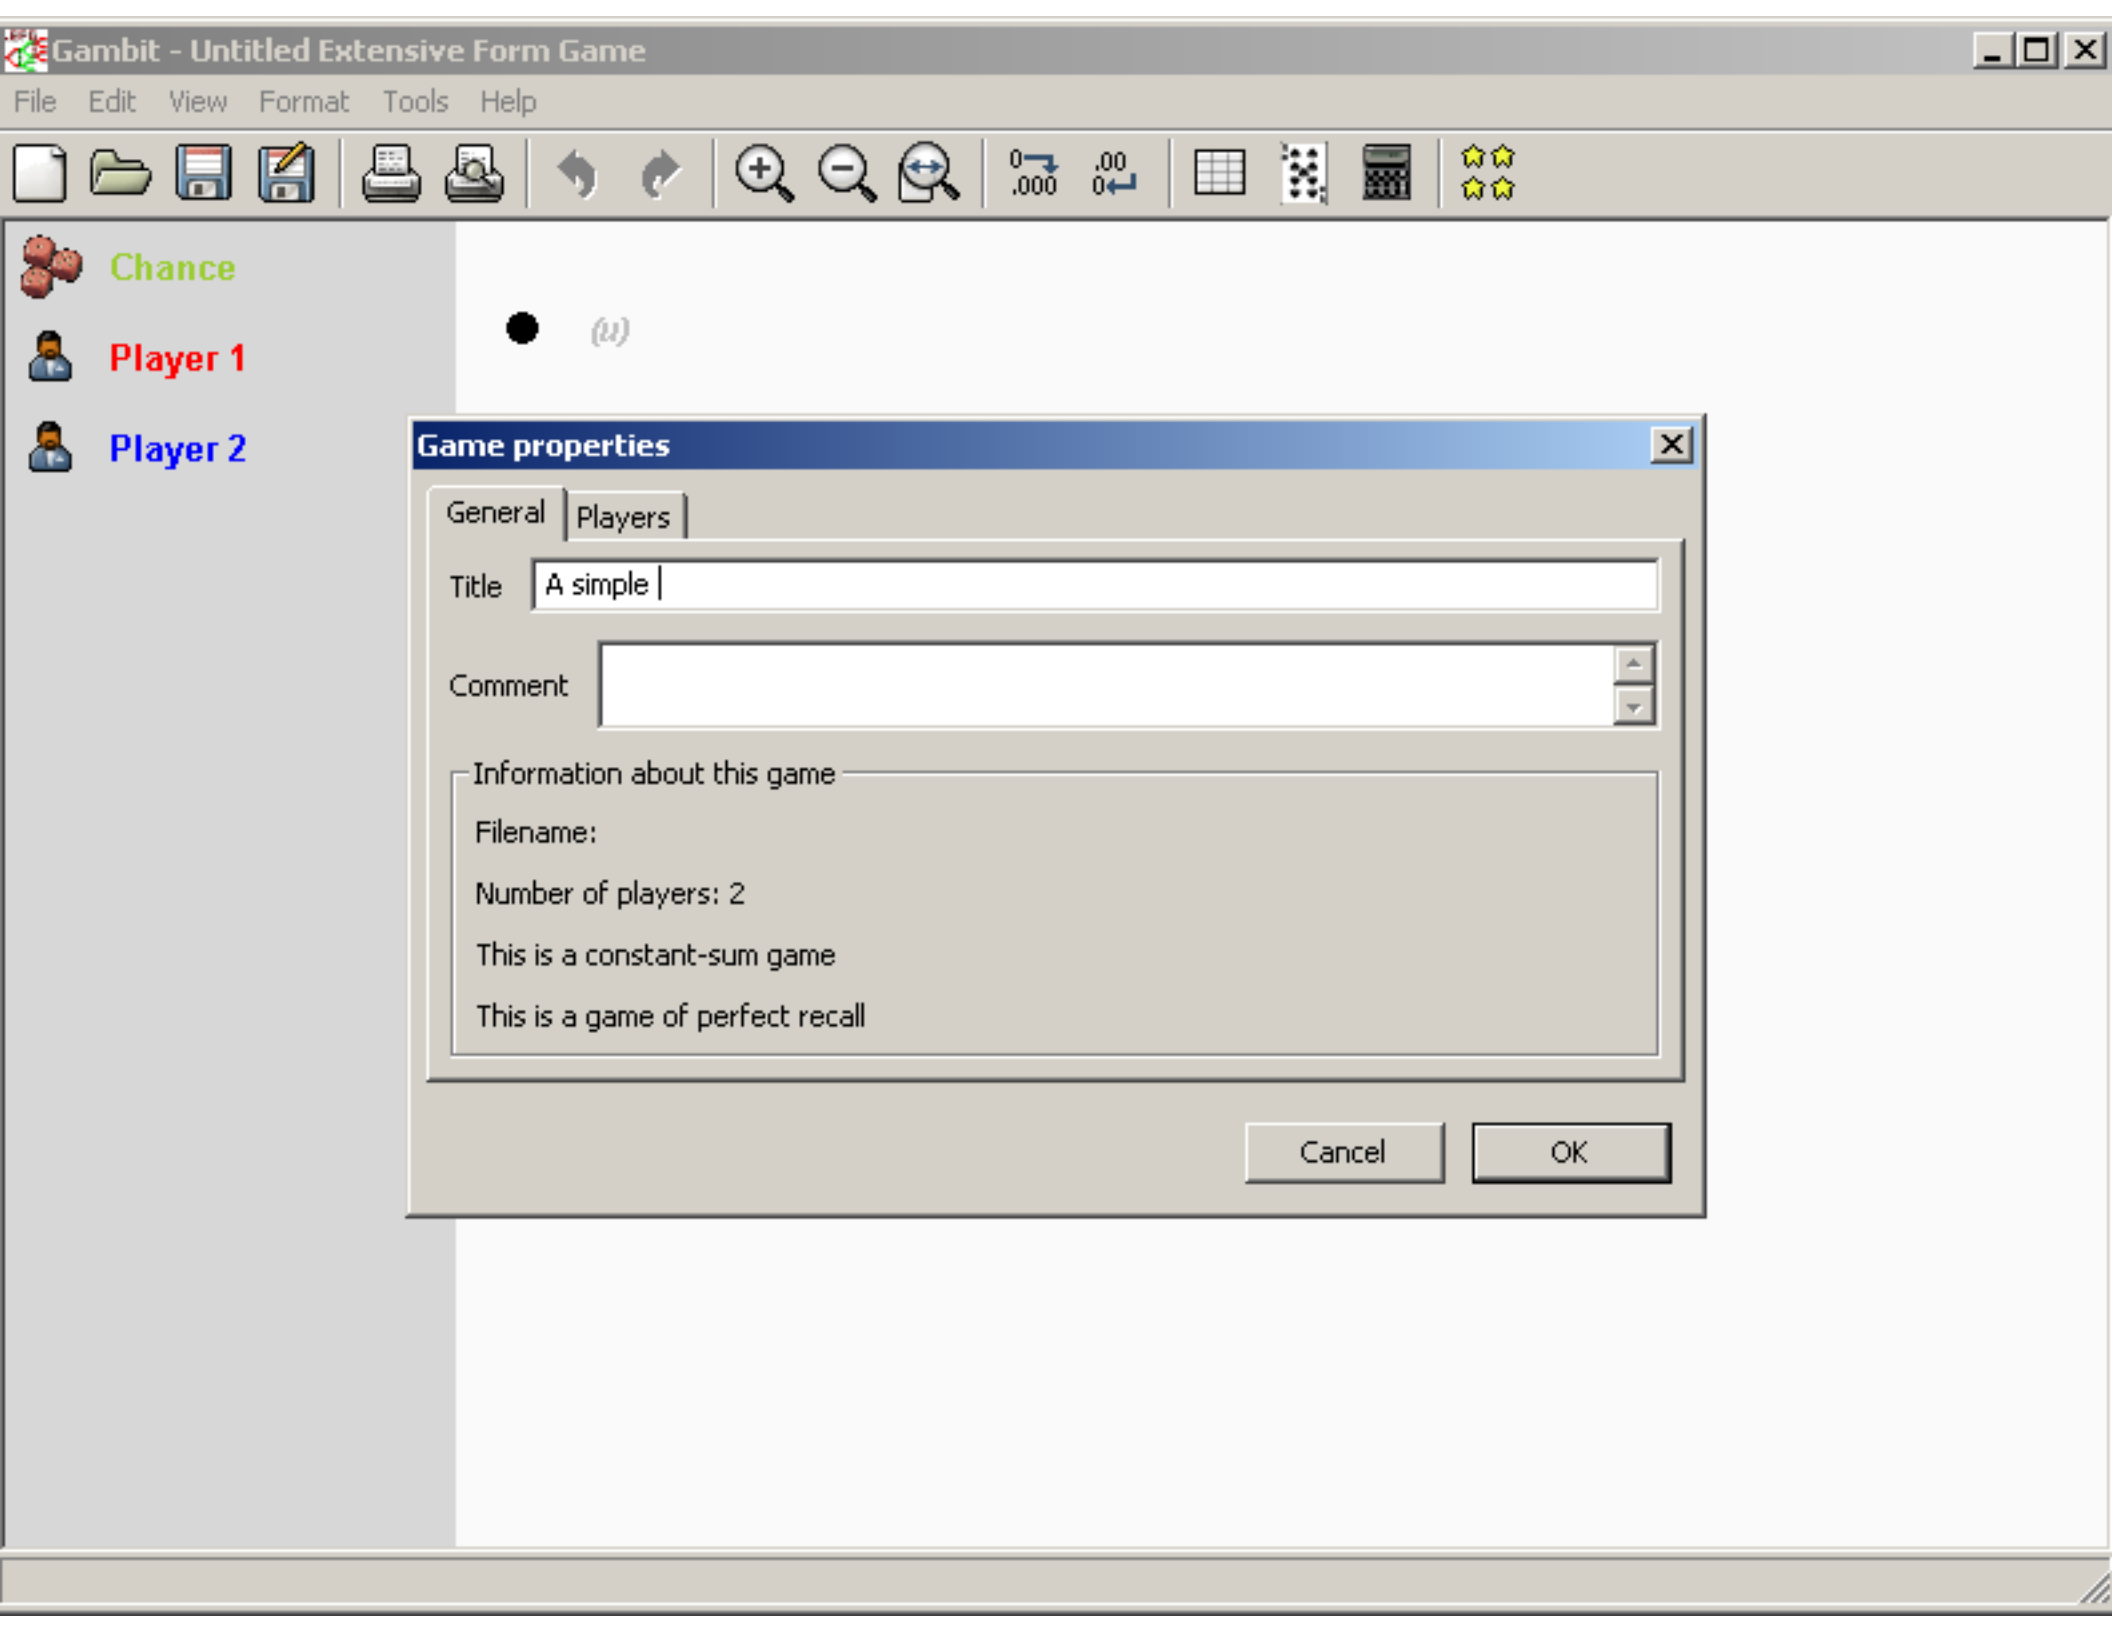 Gambit - Untitled Extensive Form Game
File Edit View Format Tools Help
0 .000 .00 0
Chance
(u)
Player 1
Player 2
Game properties
General Players
Title A simple
Comment
Information about this game
Filename:
Number of players: 2
This is a constant-sum game
This is a game of perfect recall
Cancel OK